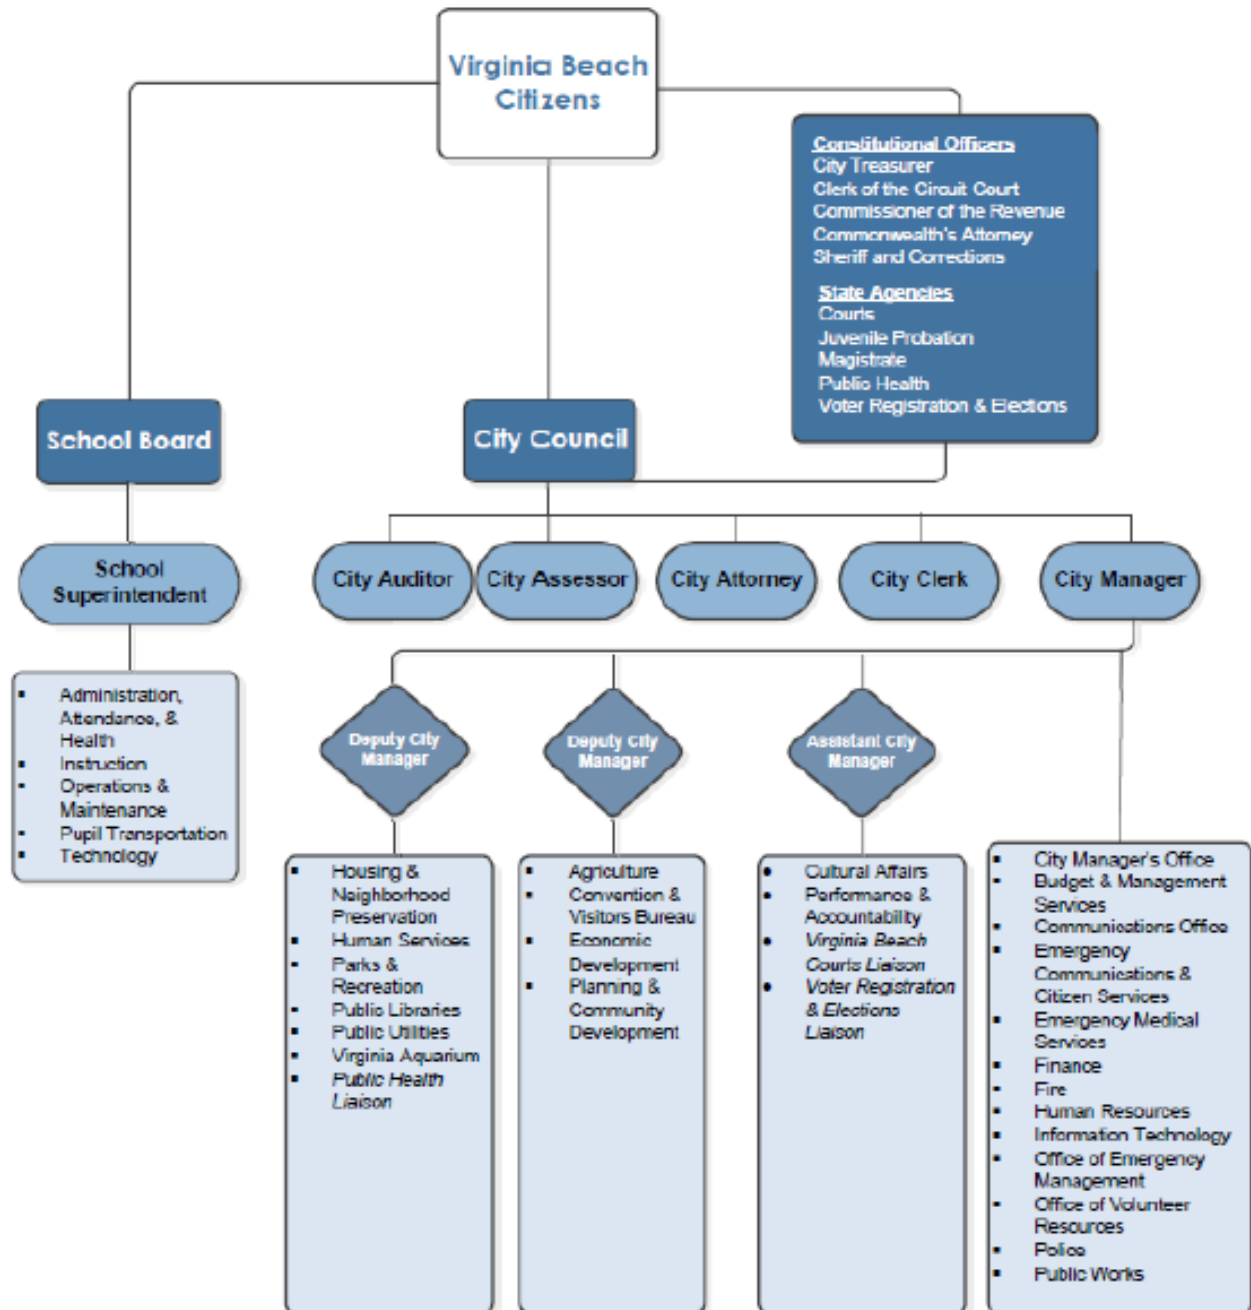 Virginia Beach
Citizens
Constitutional Officers
City Treasurer
Clerk of the Circuit Court
Commissioner of the Revenue
Commonwealth's Attorney
Sheriff and Corrections
State Agencies
Courts
Juvenile Probation
Magistrate
Public Health
Voter Registration & Elections
School Board
City Council
School
Superintendent
City Auditor
City Assessor
City Attorney
City Clerk
City Manager
▪ Administration,
Attendance, &
Health
▪ Instruction
▪ Operations &
Maintenance
▪ Pupil Transportation
▪ Technology
Deputy City
Manager
Deputy City
Manager
Assistant City
Manager
▪ Housing &
Neighborhood
Preservation
▪ Human Services
▪ Parks &
Recreation
▪ Public Libraries
▪ Public Utilities
▪ Virginia Aquarium
▪ Public Health
Liaison
▪ Agriculture
▪ Convention &
Visitors Bureau
▪ Economic
Development
▪ Planning &
Community
Development
• Cultural Affairs
• Performance &
Accountability
• Virginia Beach
Courts Liaison
• Voter Registration
& Elections
Liaison
▪ City Manager's Office
▪ Budget & Management
Services
▪ Communications Office
▪ Emergency
Communications &
Citizen Services
▪ Emergency Medical
Services
▪ Finance
▪ Fire
▪ Human Resources
▪ Information Technology
▪ Office of Emergency
Management
▪ Office of Volunteer
Resources
▪ Police
▪ Public Works